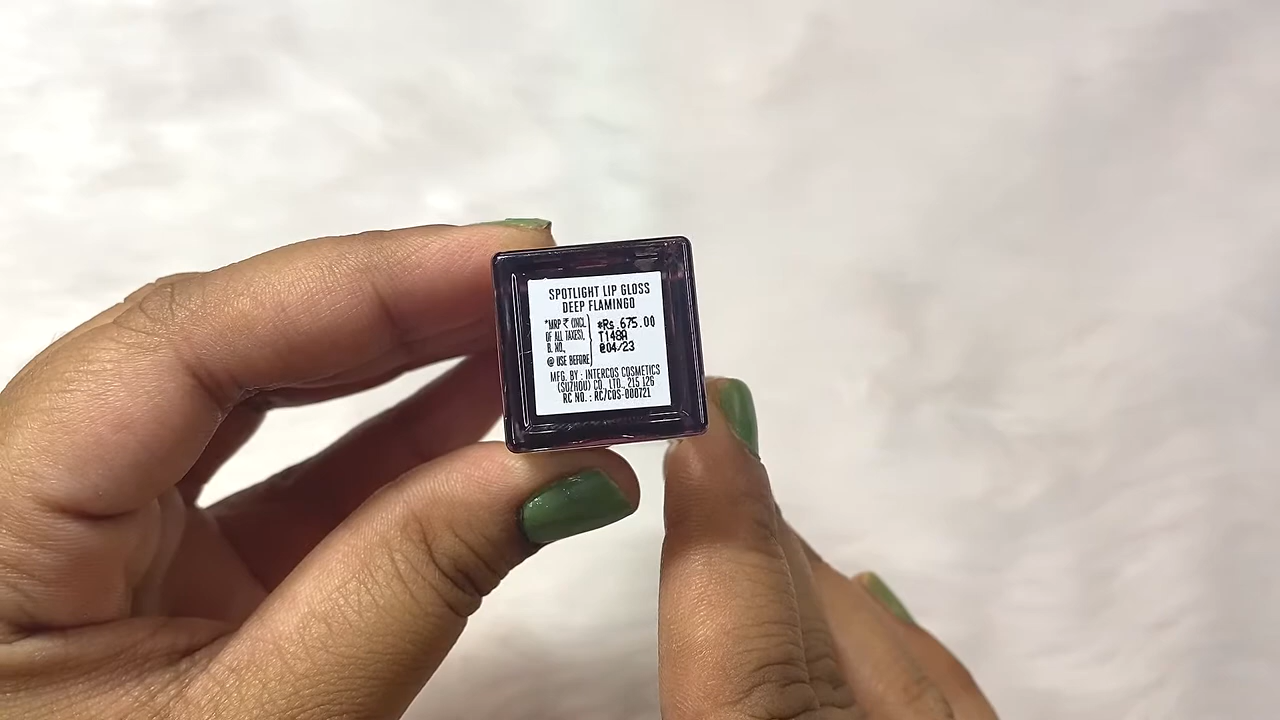 SPOTLIGHT LIP GLOSS
DEEP FLAMINGO
*MRP ₹ (INCL. *Rs.675.00
OF ALL TAXES), T148A
B. NO., @04/23
@ USE BEFORE
MFG. BY : INTERCOS COSMETICS
(SUZHOU) CO., LTD., 215 126
RC NO. : RC/COS-000721